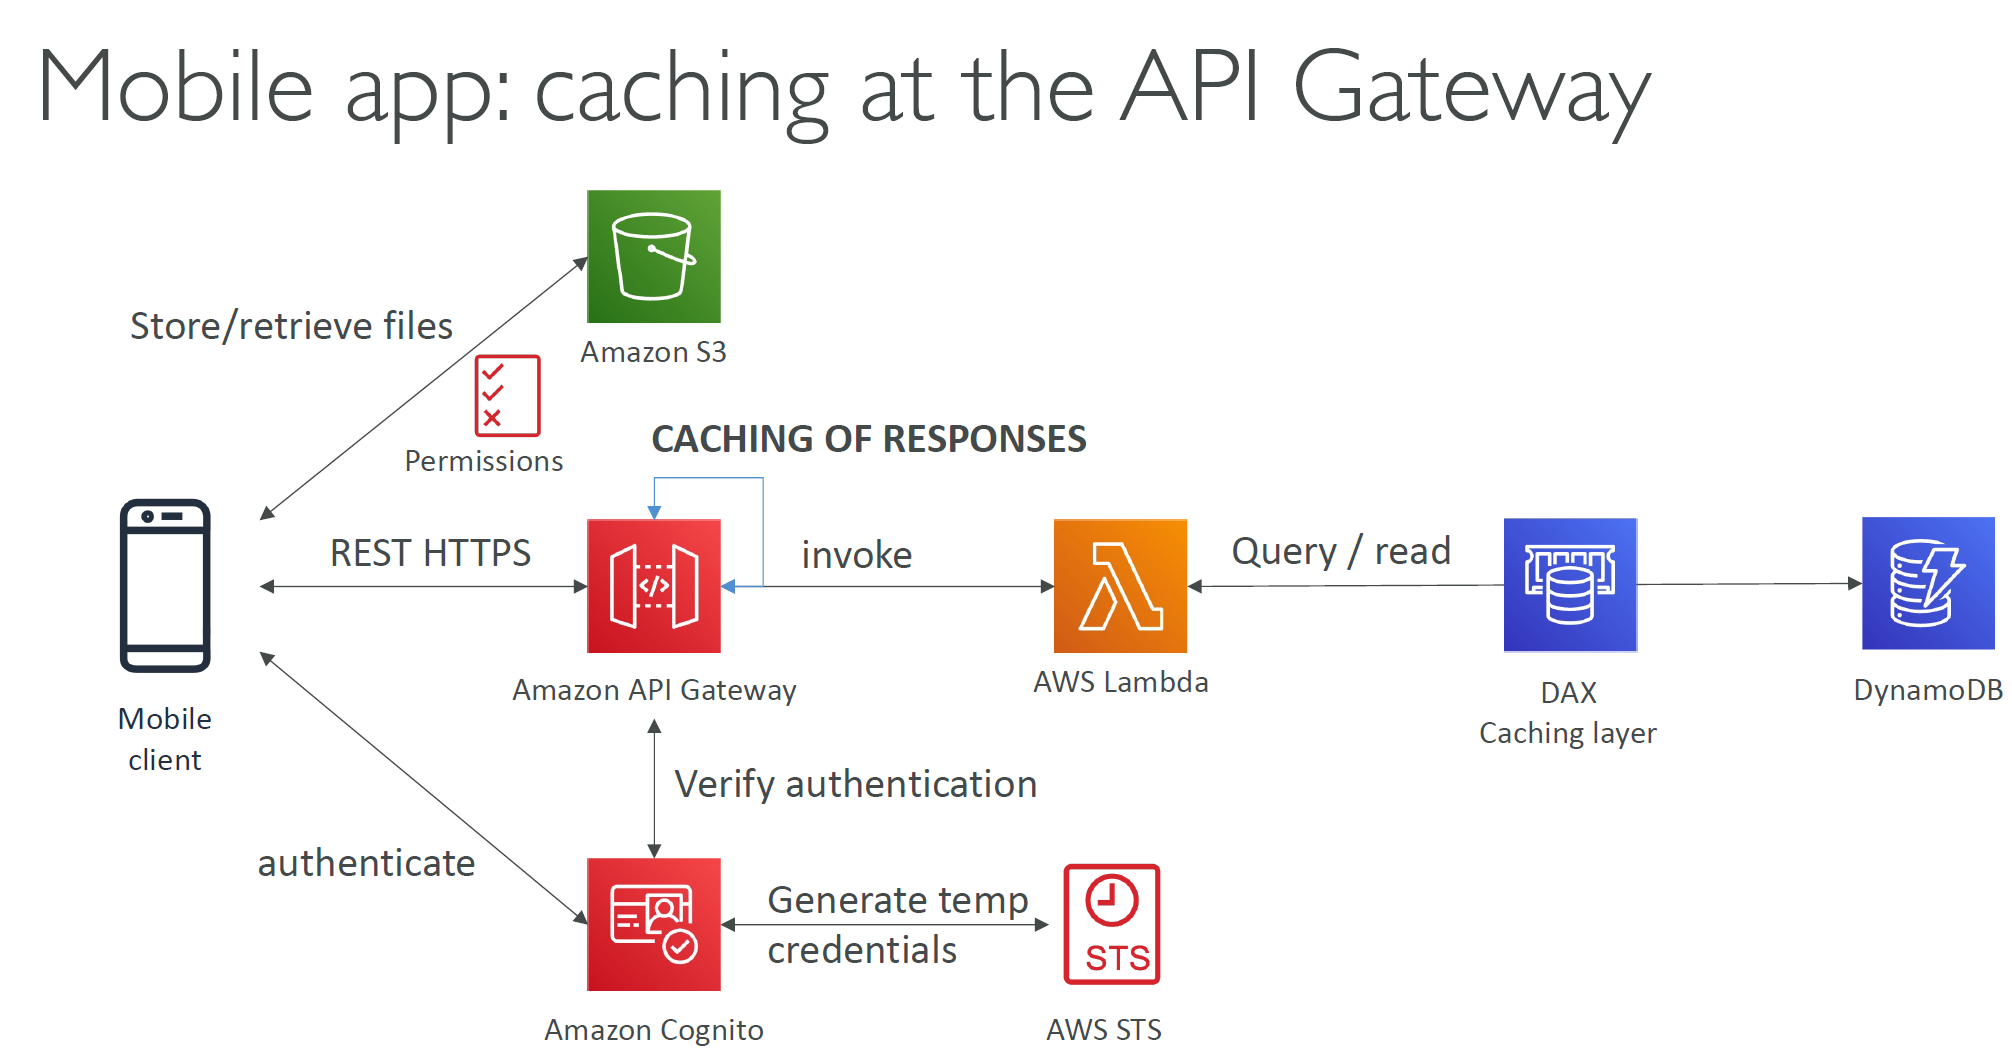 Mobile app: caching at the API Gateway
Amazon S3
Store/retrieve files
Permissions
CACHING OF RESPONSES
Mobile
client
REST HTTPS
</>
Amazon API Gateway
invoke
AWS Lambda
Query / read
DAX
Caching layer
DynamoDB
Verify authentication
authenticate
Amazon Cognito
Generate temp
credentials
STS
AWS STS